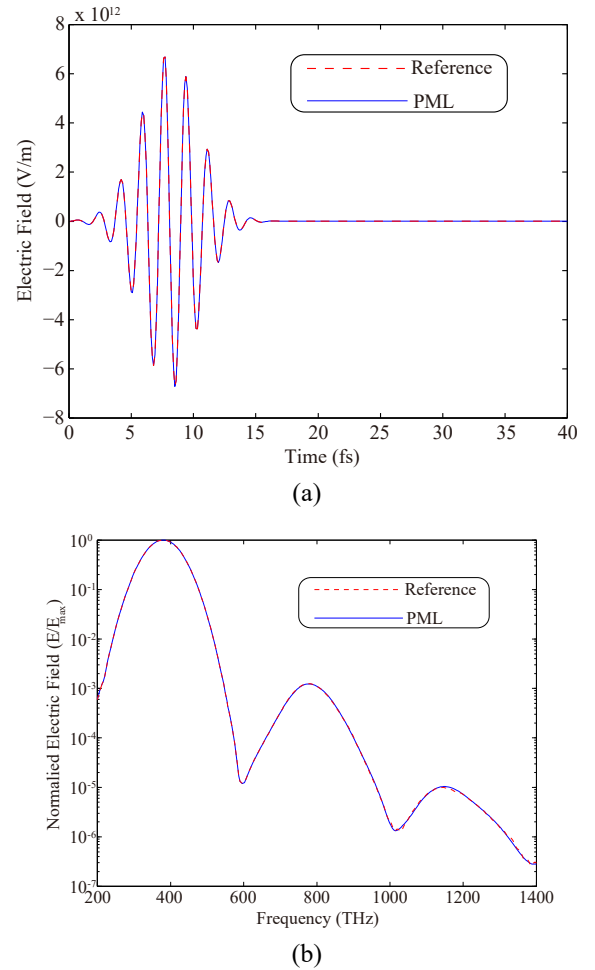 x 10¹²
8
6
4
2
0
−2
−4
−6
−8
Electric Field (V/m)
Reference
PML
0 5 10 15 20 25 30 35 40
Time (fs)
(a)
10⁰
10⁻¹
10⁻²
10⁻³
10⁻⁴
10⁻⁵
10⁻⁶
10⁻⁷
Normalied Electric Field (E/Eₘₐₓ)
Reference
PML
200 400 600 800 1000 1200 1400
Frequency (THz)
(b)